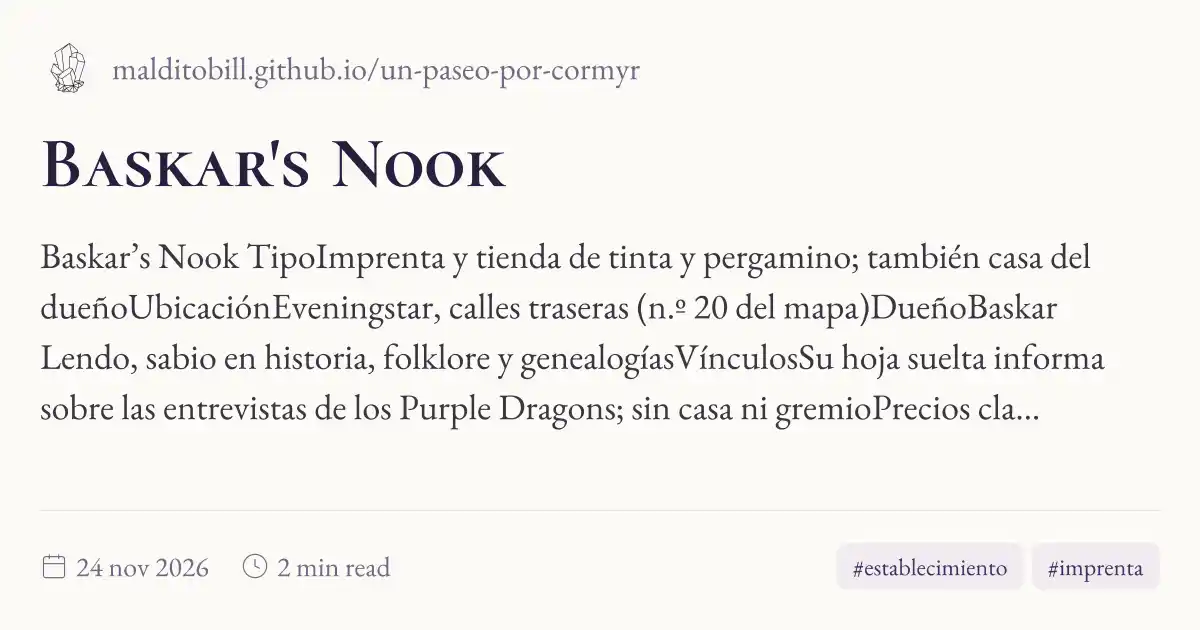 malditobill.github.io/un-paseo-por-cormyr
Baskar's Nook
Baskar’s Nook TipoImprenta y tienda de tinta y pergamino; también casa del
dueñoUbicaciónEveningstar, calles traseras (n.º 20 del mapa)DueñoBaskar
Lendo, sabio en historia, folklore y genealogíasVínculosSu hoja suelta informa
sobre las entrevistas de los Purple Dragons; sin casa ni gremioPrecios cla...
24 nov 2026
2 min read
#establecimiento
#imprenta